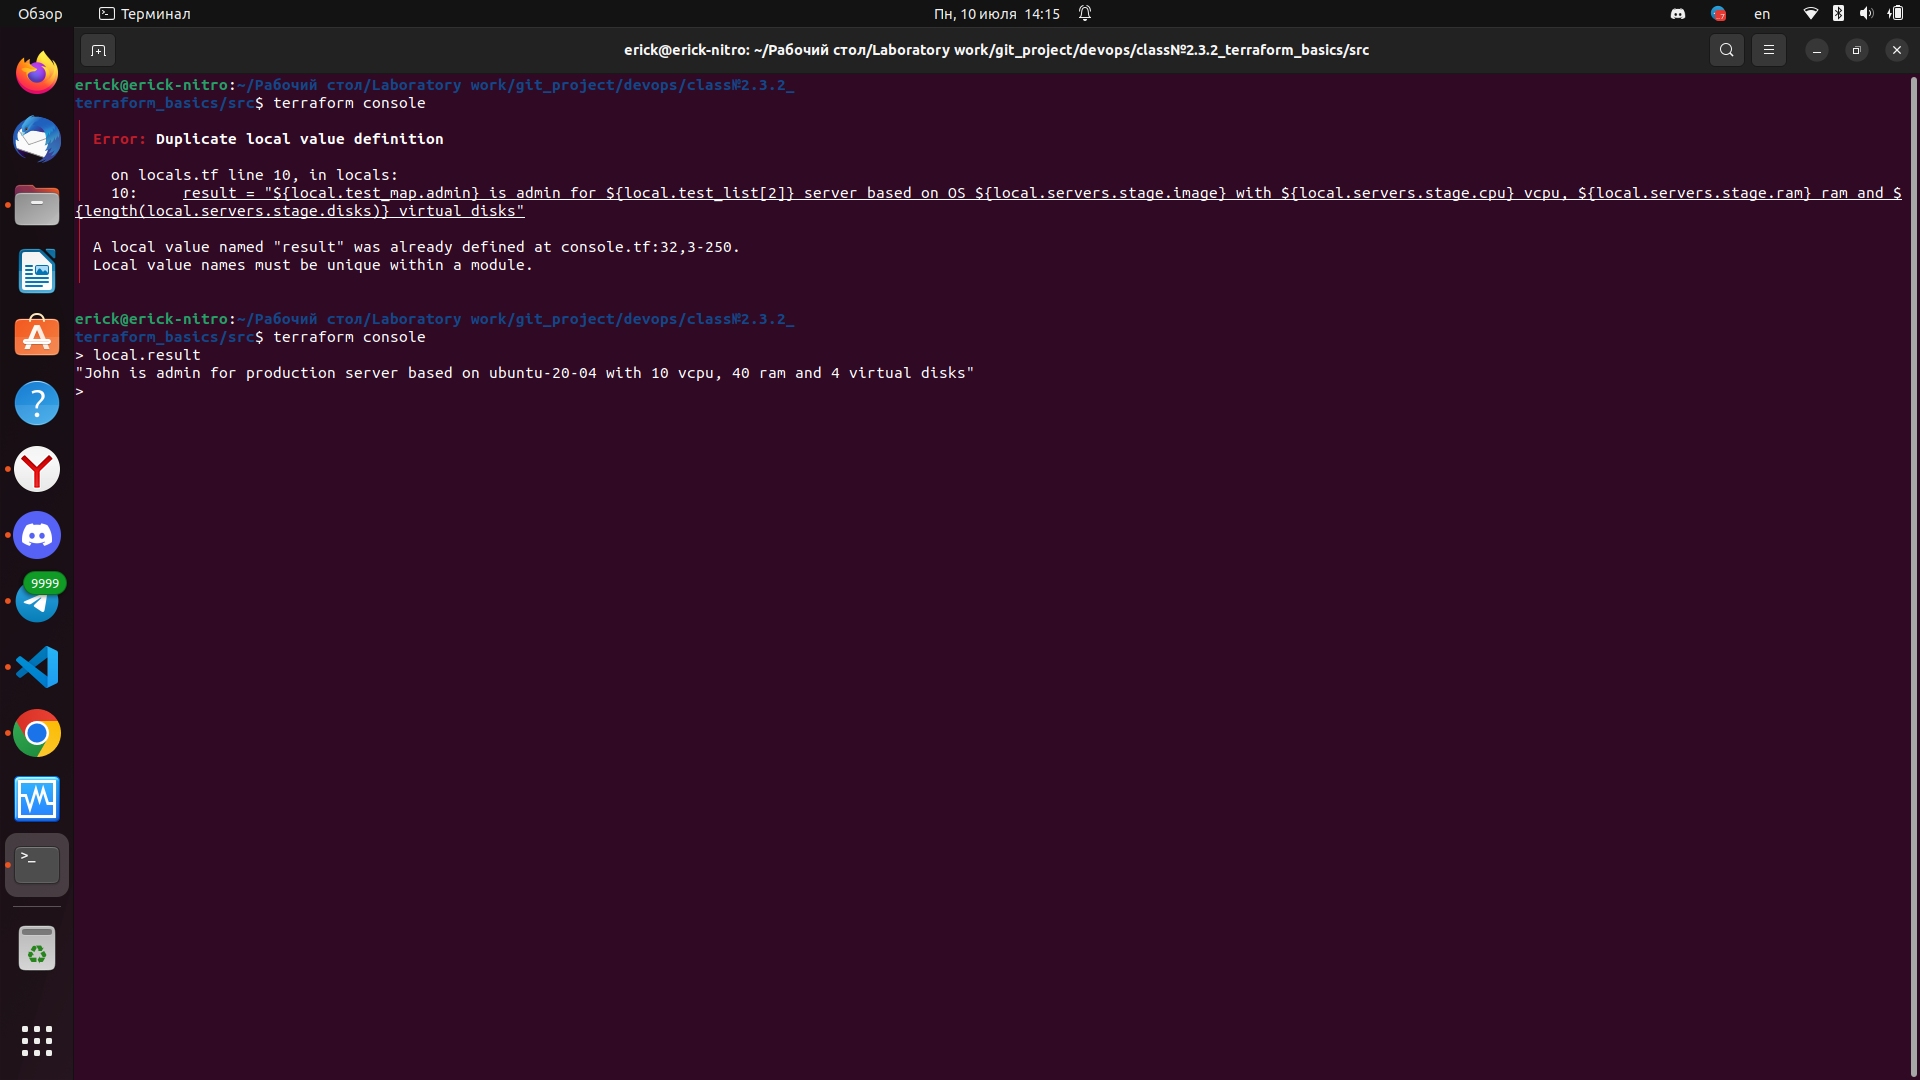 Обзор
Терминал
Пн, 10 июля 14:15
en
erick@erick-nitro: ~/Рабочий стол/Laboratory work/git_project/devops/class№2.3.2_terraform_basics/src
erick@erick-nitro:~/Рабочий стол/Laboratory work/git_project/devops/class№2.3.2_
terraform_basics/src$ terraform console
Error: Duplicate local value definition
on locals.tf line 10, in locals:
10:     result = "${local.test_map.admin} is admin for ${local.test_list[2]} server based on OS ${local.servers.stage.image} with ${local.servers.stage.cpu} vcpu, ${local.servers.stage.ram} ram and $
{length(local.servers.stage.disks)} virtual disks"
A local value named "result" was already defined at console.tf:32,3-250.
Local value names must be unique within a module.
erick@erick-nitro:~/Рабочий стол/Laboratory work/git_project/devops/class№2.3.2_
terraform_basics/src$ terraform console
> local.result
"John is admin for production server based on ubuntu-20-04 with 10 vcpu, 40 ram and 4 virtual disks"
>
9999